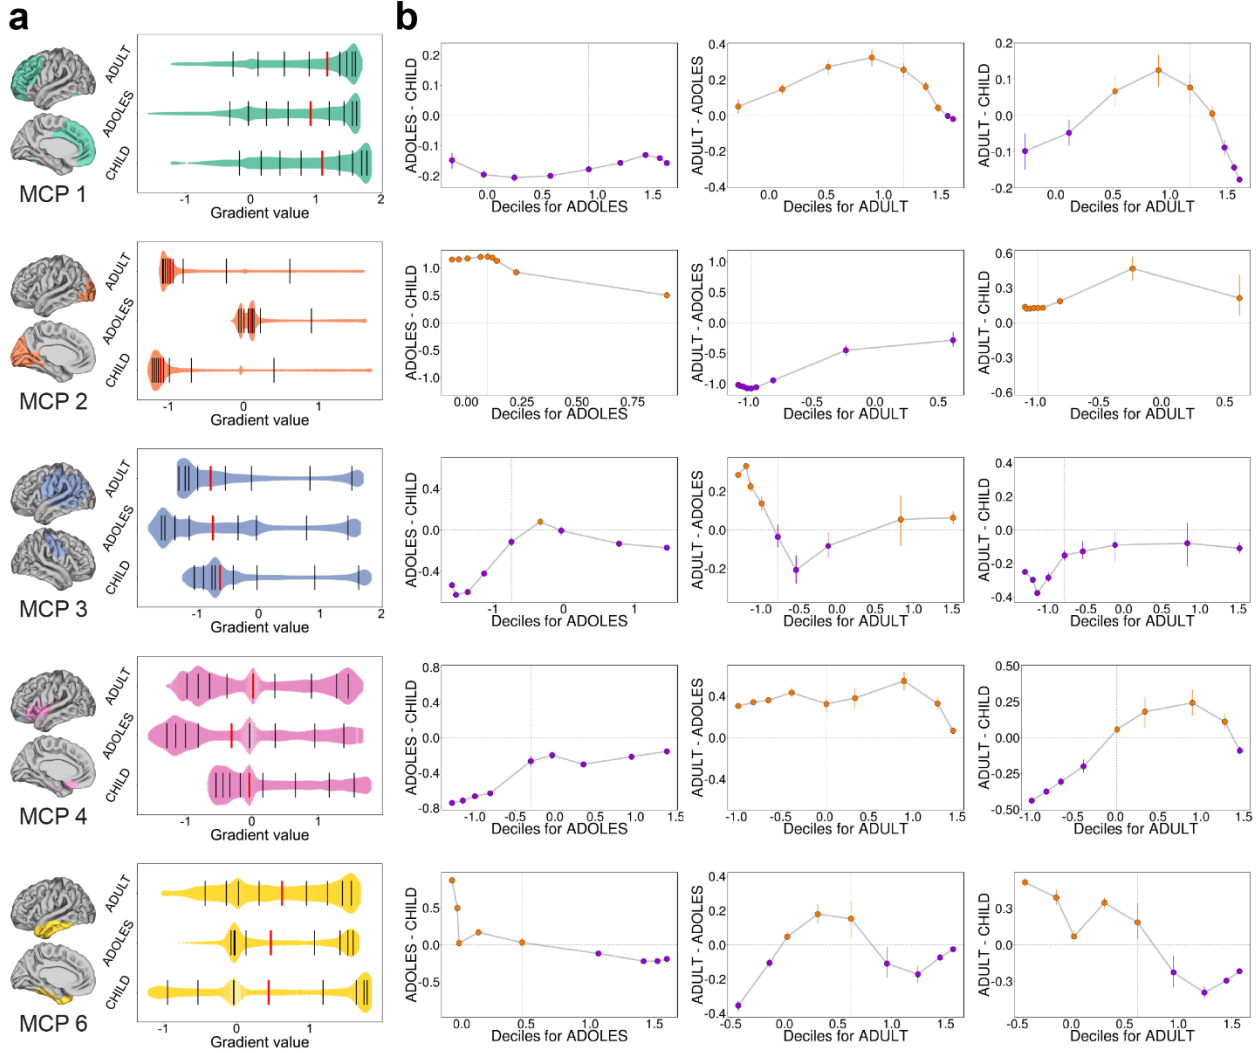 a
b
MCP 1
ADULT
ADOLES
CHILD
-1 0 1 2
Gradient value
ADOLES - CHILD
0.2
0.1
0.0
-0.1
-0.2
0.0 0.5 1.0 1.5
Deciles for ADOLES
ADULT - ADOLES
0.4
0.2
0.0
-0.2
-0.4
0.0 0.5 1.0 1.5
Deciles for ADULT
ADULT - CHILD
0.2
0.1
0.0
-0.1
-0.2
0.0 0.5 1.0 1.5
Deciles for ADULT
MCP 2
ADULT
ADOLES
CHILD
-1 0 1
Gradient value
ADOLES - CHILD
1.0
0.5
0.0
-0.5
-1.0
0.00 0.25 0.50 0.75
Deciles for ADOLES
ADULT - ADOLES
1.0
0.5
0.0
-0.5
-1.0
-1.0 -0.5 0.0 0.5
Deciles for ADULT
ADULT - CHILD
0.6
0.3
0.0
-0.3
-0.6
-1.0 -0.5 0.0 0.5
Deciles for ADULT
MCP 3
ADULT
ADOLES
CHILD
-1 0 1 2
Gradient value
ADOLES - CHILD
0.4
0.0
-0.4
-1 0 1
Deciles for ADOLES
ADULT - ADOLES
0.2
0.0
-0.2
-1.0 -0.5 0.0 0.5 1.0 1.5
Deciles for ADULT
ADULT - CHILD
0.4
0.2
0.0
-0.2
-0.4
-1.0 -0.5 0.0 0.5 1.0 1.5
Deciles for ADULT
MCP 4
ADULT
ADOLES
CHILD
-1 0 1
Gradient value
ADOLES - CHILD
0.8
0.4
0.0
-0.4
-0.8
-1.0 -0.5 0.0 0.5 1.0 1.5
Deciles for ADOLES
ADULT - ADOLES
0.4
0.0
-0.4
-1.0 -0.5 0.0 0.5 1.0 1.5
Deciles for ADULT
ADULT - CHILD
0.50
0.25
0.00
-0.25
-0.50
-1.0 -0.5 0.0 0.5 1.0 1.5
Deciles for ADULT
MCP 6
ADULT
ADOLES
CHILD
-1 0 1
Gradient value
ADOLES - CHILD
0.5
0.0
-0.5
0.0 0.5 1.0 1.5
Deciles for ADOLES
ADULT - ADOLES
0.4
0.2
0.0
-0.2
-0.4
-0.5 0.0 0.5 1.0 1.5
Deciles for ADULT
ADULT - CHILD
0.3
0.0
-0.3
-0.5 0.0 0.5 1.0 1.5
Deciles for ADULT